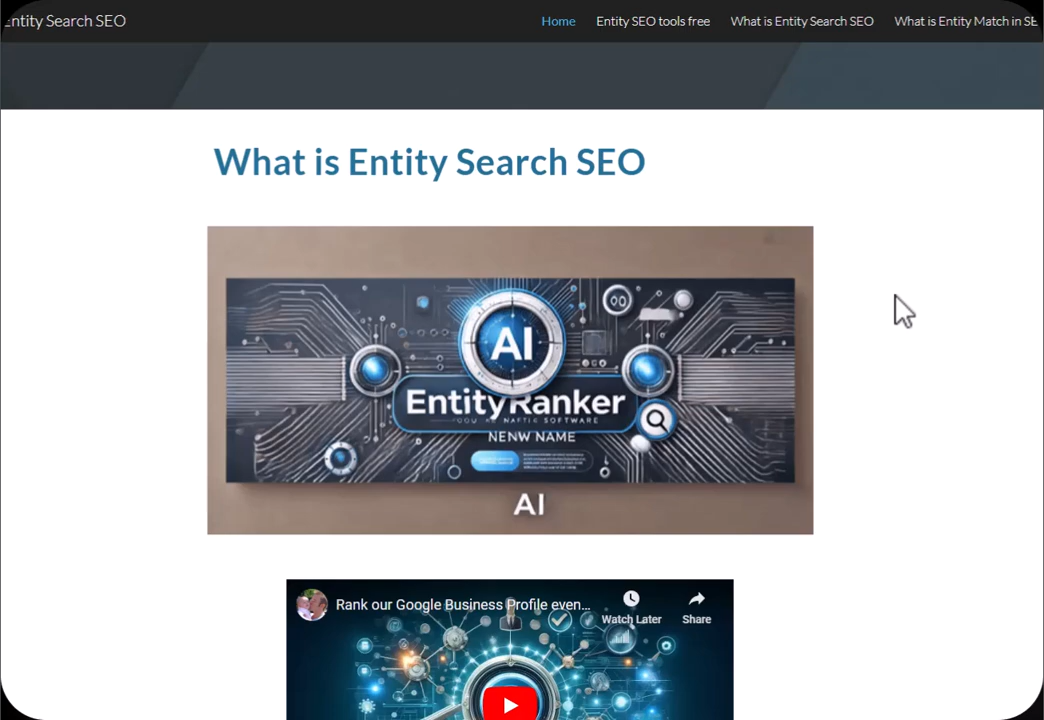 Entity Search SEO
Home
Entity SEO tools free
What is Entity Search SEO
What is Entity Match in SE
What is Entity Search SEO
AI
EntityRanker
NENW NAME
AI
Rank our Google Business Profile even...
Watch Later
Share